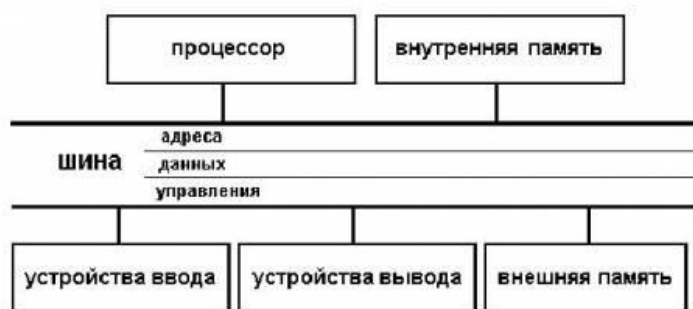 процессор
внутренняя память
адреса
шина
данных
управления
устройства ввода
устройства вывода
внешняя память